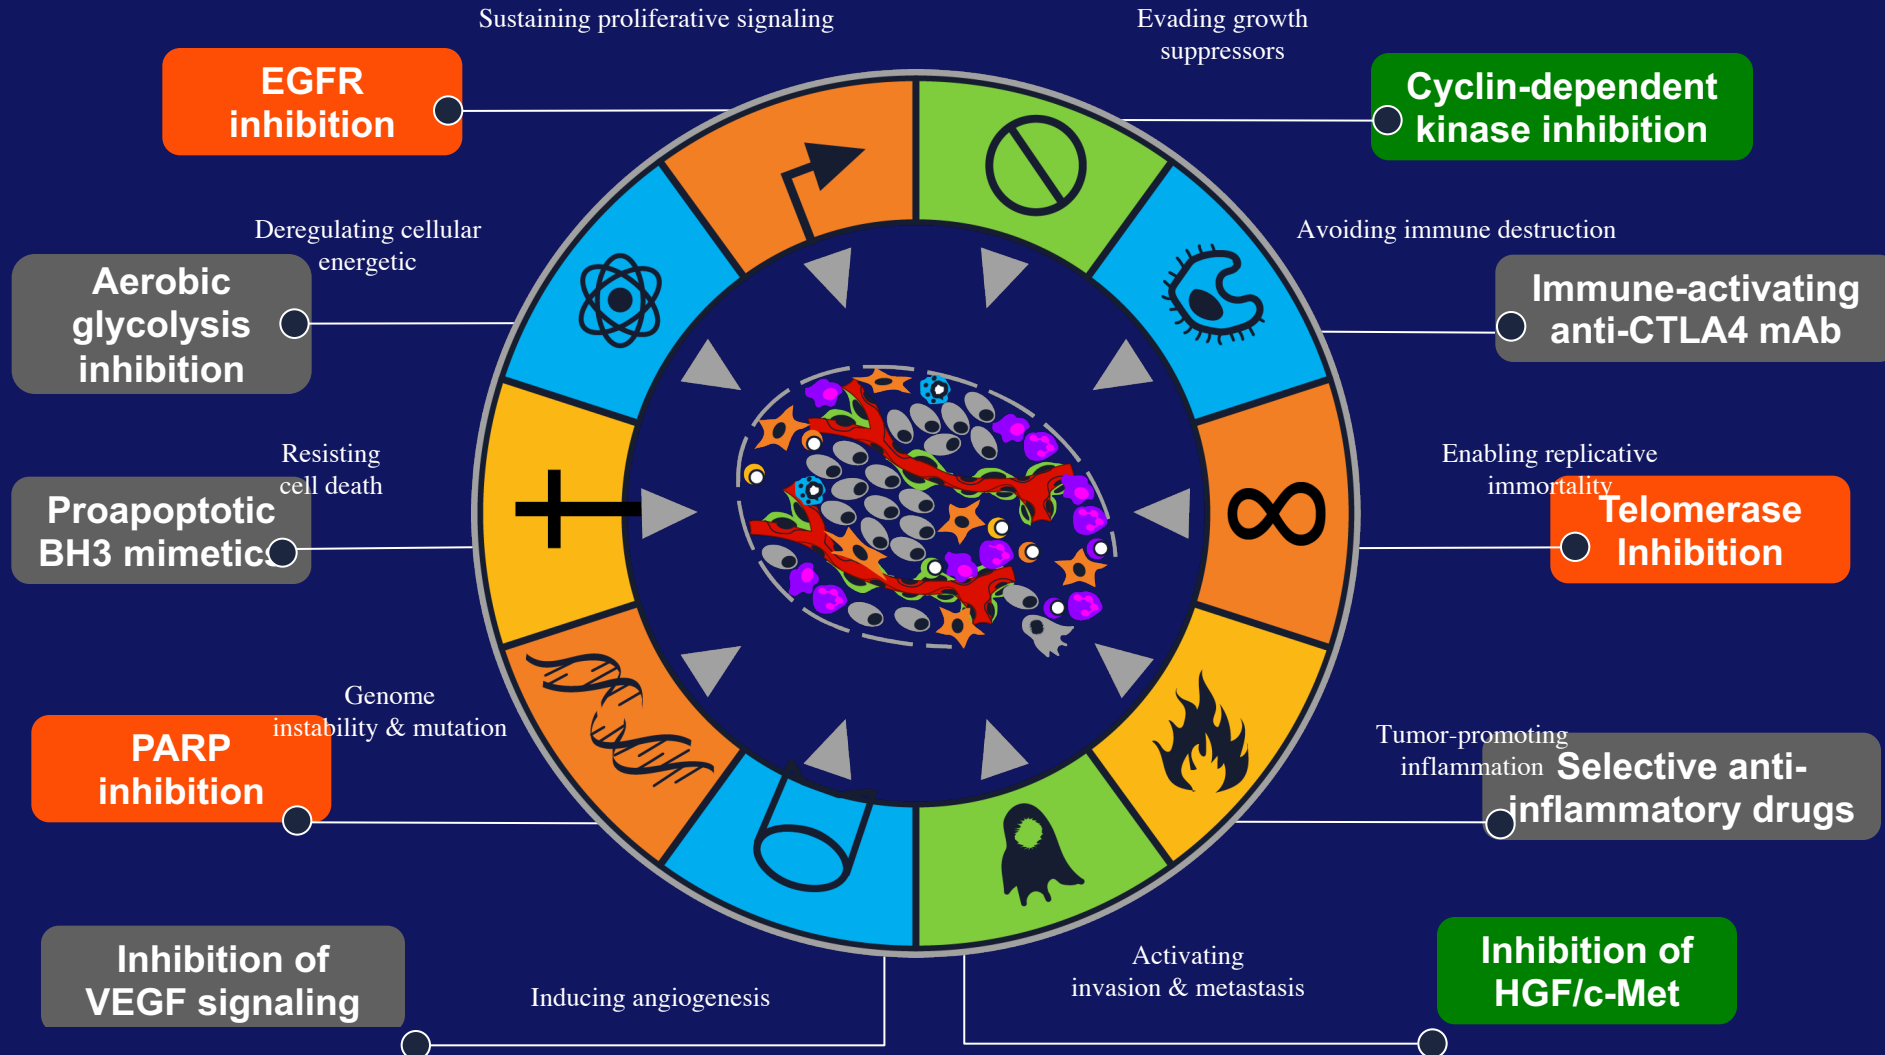 Sustaining proliferative signaling
Evading growth
suppressors
EGFR
inhibition
Cyclin-dependent
kinase inhibition
Deregulating cellular
energetic
Avoiding immune destruction
Aerobic
glycolysis
inhibition
Immune-activating
anti-CTLA4 mAb
Resisting
cell death
Enabling replicative
immortality
Proapoptotic
BH3 mimetics
Telomerase
Inhibition
Genome
instability & mutation
Tumor-promoting
inflammation
PARP
inhibition
Selective anti-
inflammatory drugs
Inhibition of
VEGF signaling
Inducing angiogenesis
Activating
invasion & metastasis
Inhibition of
HGF/c-Met